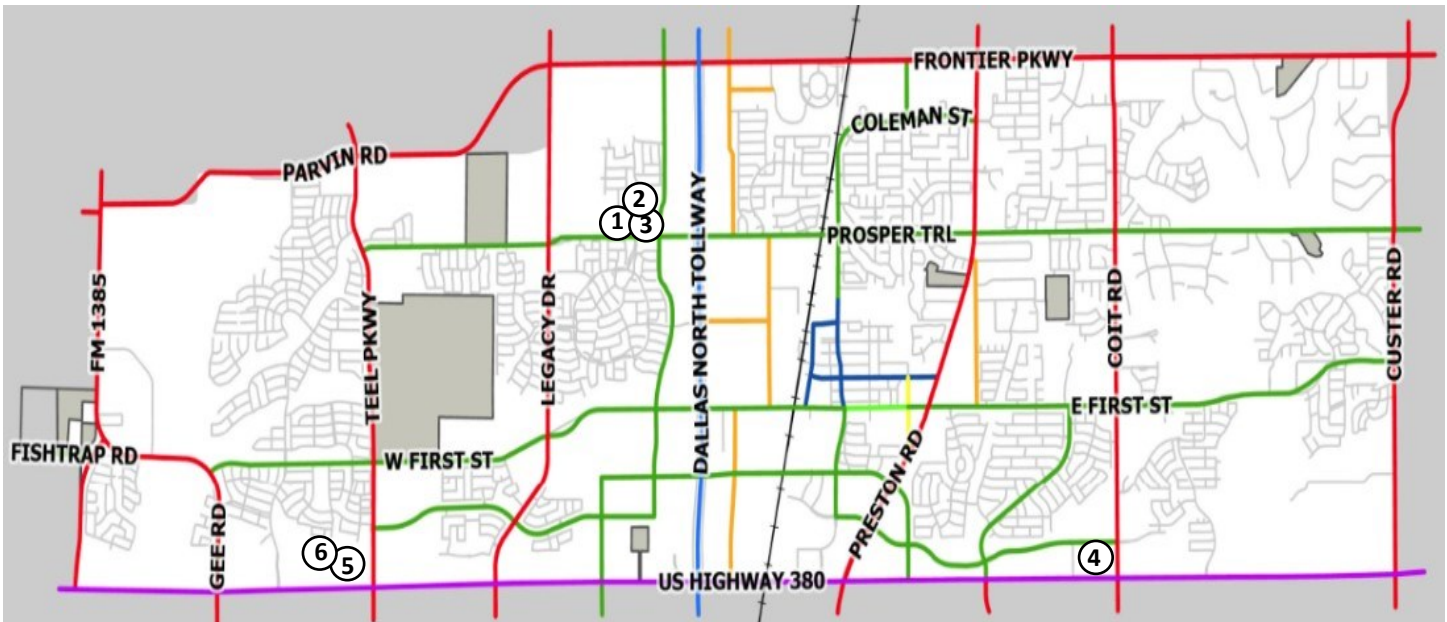 FRONTIER PKWY
COLEMAN ST
PARVIN RD
2
1
3
PROSPER TRL
DALLAS NORTH TOLLWAY
FM 1385
TEEL PKWY
LEGACY DR
COIT RD
CUSTER RD
E FIRST ST
FISHTRAP RD
W FIRST ST
PRESTON RD
GEE RD
6
5
4
US HIGHWAY 380